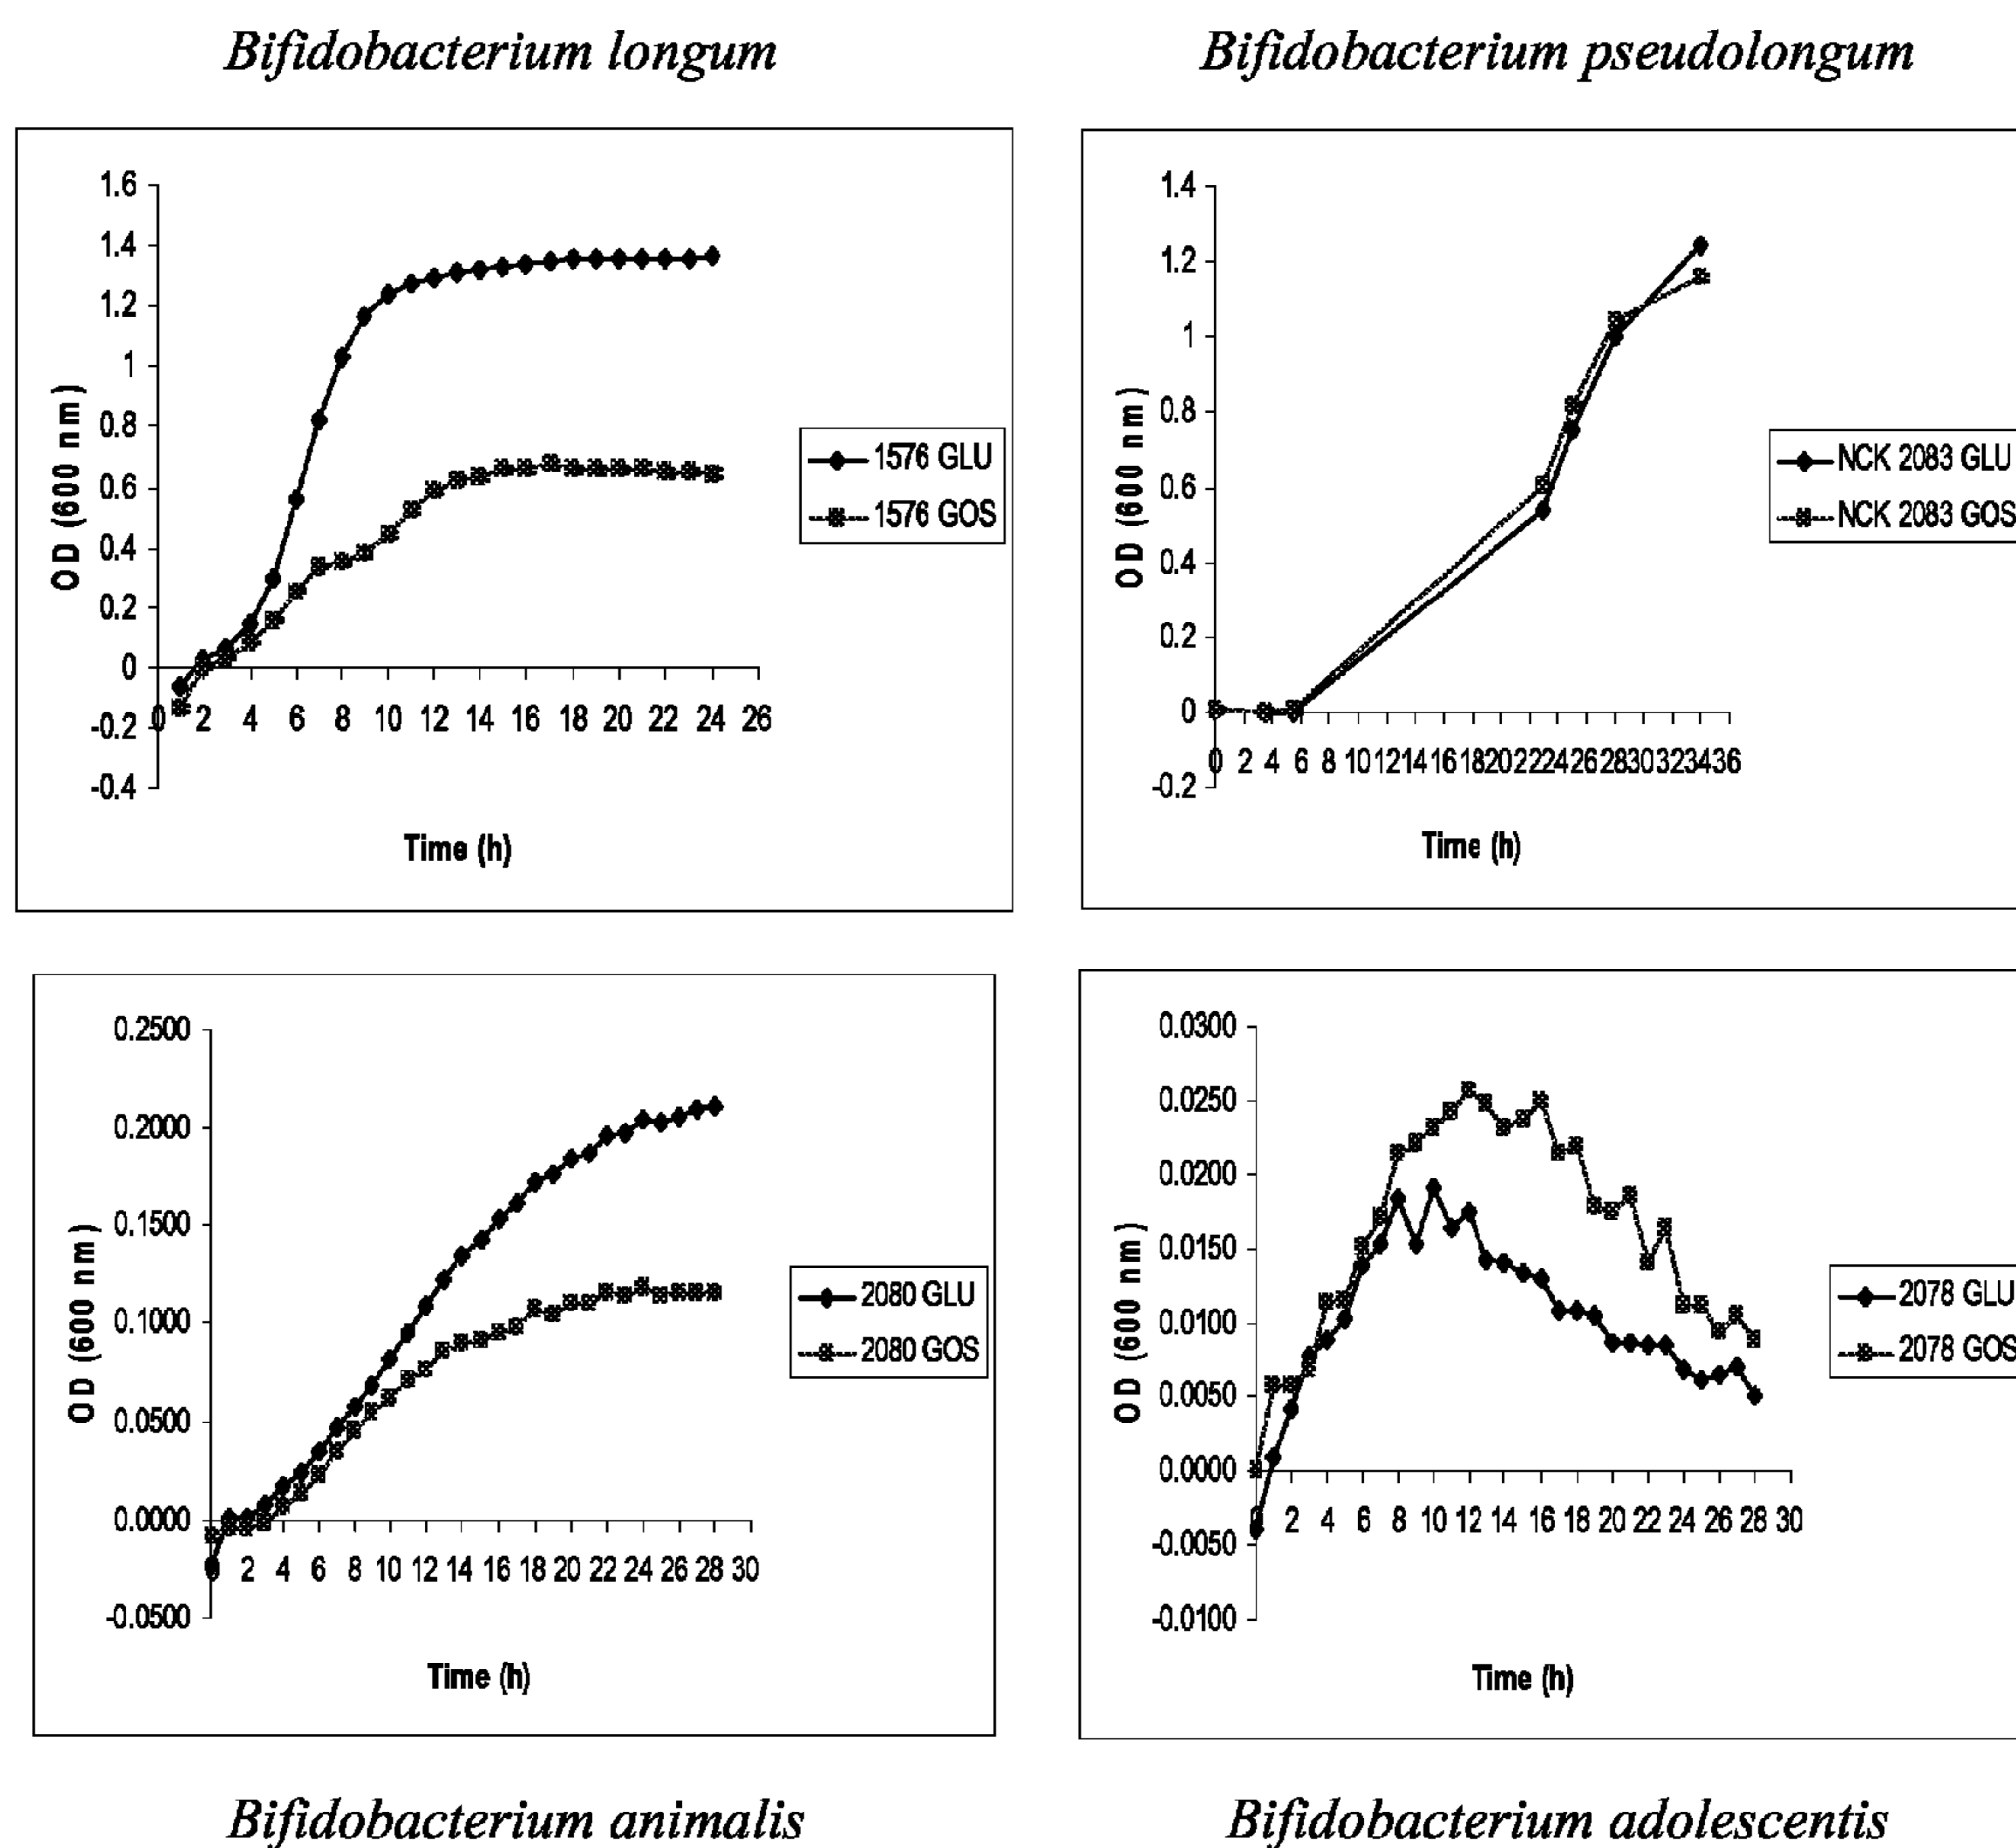 Bifidobacterium longum
Bifidobacterium pseudolongum
1.6
1.4
1.2
1
0.8
0.6
0.4
0.2
0
-0.2
-0.4
OD (600 nm)
0 2 4 6 8 10 12 14 16 18 20 22 24 26
Time (h)
1576 GLU
1576 GOS
1.4
1.2
1
0.8
0.6
0.4
0.2
0
-0.2
OD (600 nm)
0 2 4 6 8 10 12 14 16 18 20 22 24 26 28 30 32 34 36
Time (h)
NCK 2083 GLU
NCK 2083 GOS
0.2500
0.2000
0.1500
0.1000
0.0500
0.0000
-0.0500
OD (600 nm)
0 2 4 6 8 10 12 14 16 18 20 22 24 26 28 30
Time (h)
2080 GLU
2080 GOS
0.0300
0.0250
0.0200
0.0150
0.0100
0.0050
0.0000
-0.0050
-0.0100
OD (600 nm)
0 2 4 6 8 10 12 14 16 18 20 22 24 26 28 30
Time (h)
2078 GLU
2078 GOS
Bifidobacterium animalis
Bifidobacterium adolescentis